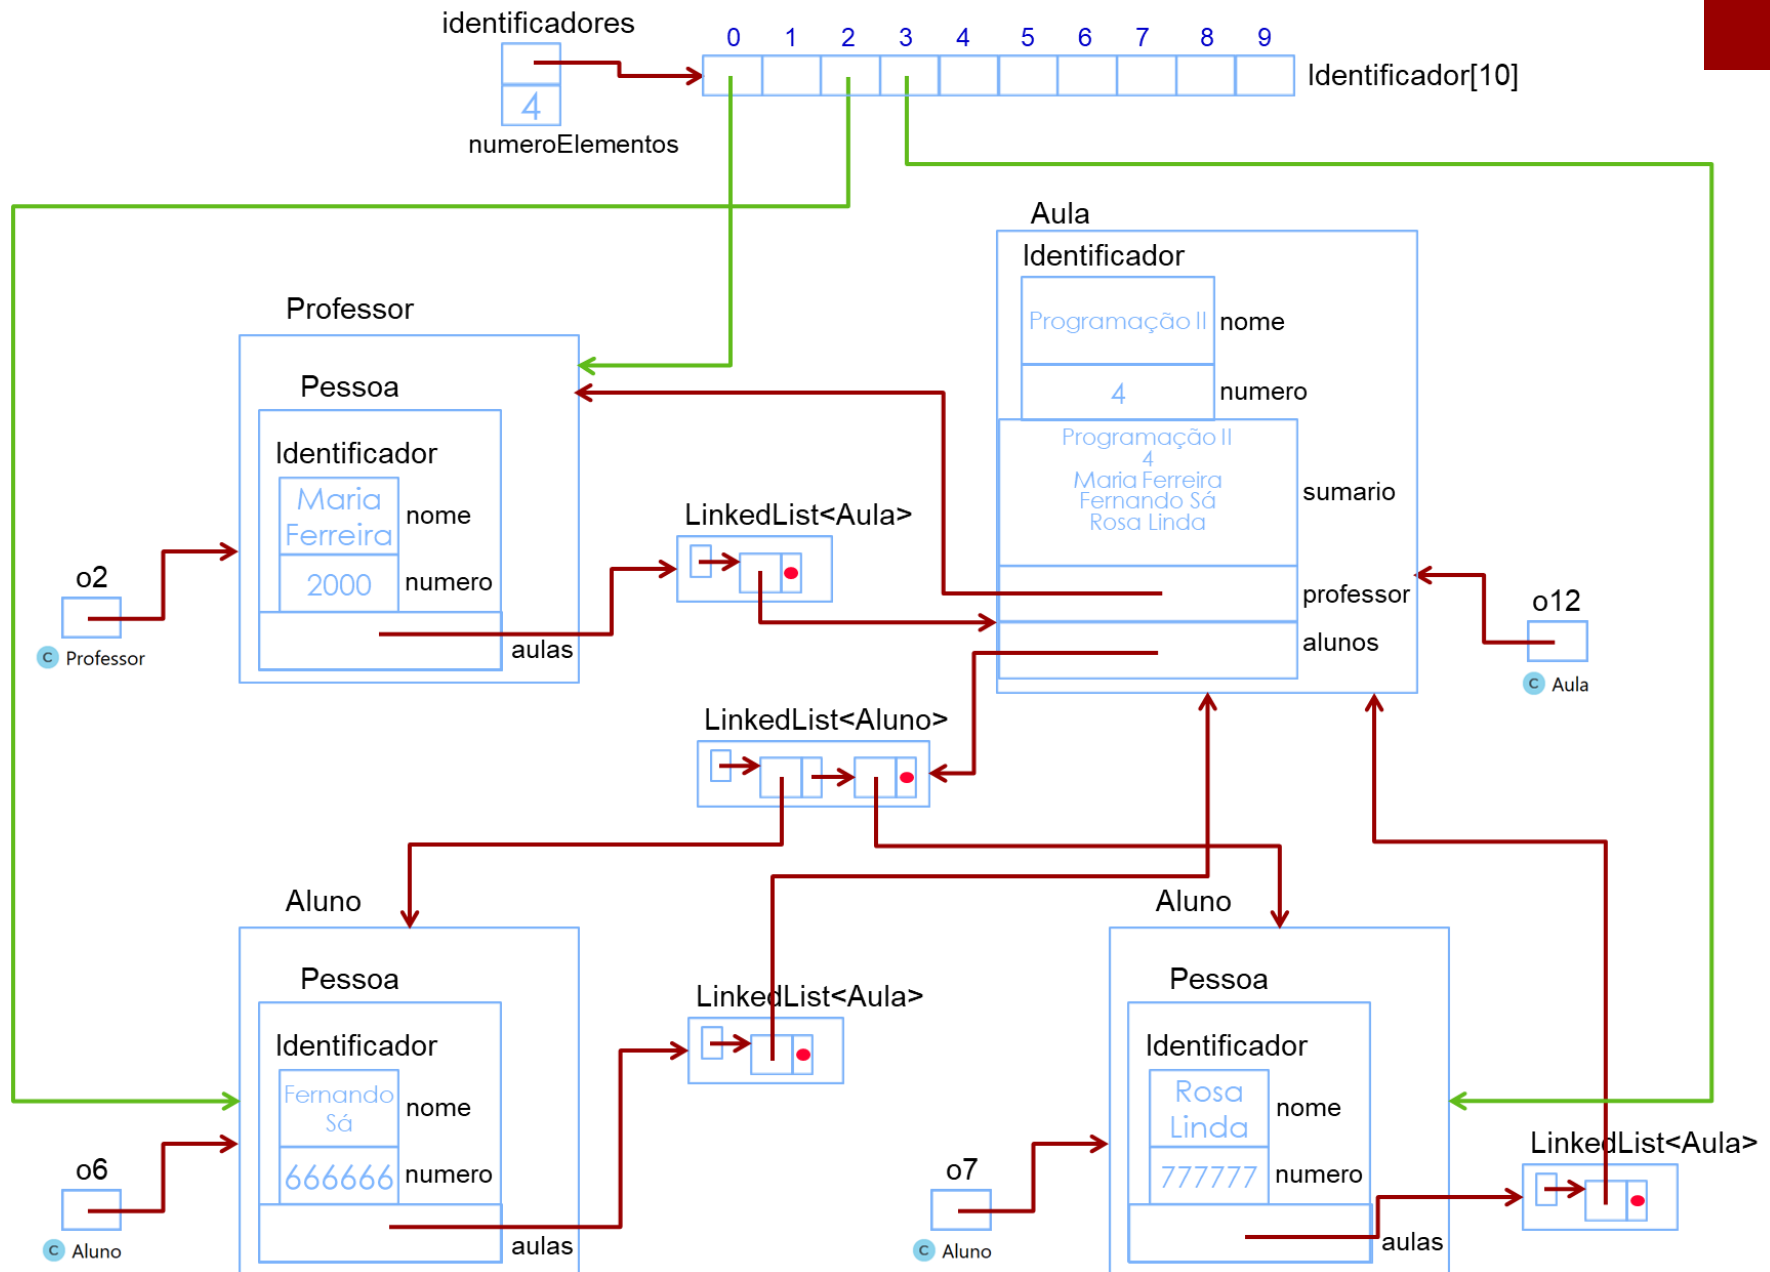 identificadores
0 1 2 3 4 5 6 7 8 9
Identificador[10]
4
numeroElementos
Aula
Identificador
Programação II nome
4 numero
Programação II
4
Maria Ferreira
Fernando Sá
Rosa Linda
sumario
professor
alunos
o12
C Aula
Professor
Pessoa
Identificador
Maria
Ferreira
nome
2000 numero
aulas
o2
C Professor
LinkedList<Aula>
LinkedList<Aluno>
Aluno
Pessoa
Identificador
Fernando
Sá
nome
666666 numero
aulas
o6
C Aluno
LinkedList<Aula>
Aluno
Pessoa
Identificador
Rosa
Linda
nome
777777 numero
aulas
o7
C Aluno
LinkedList<Aula>